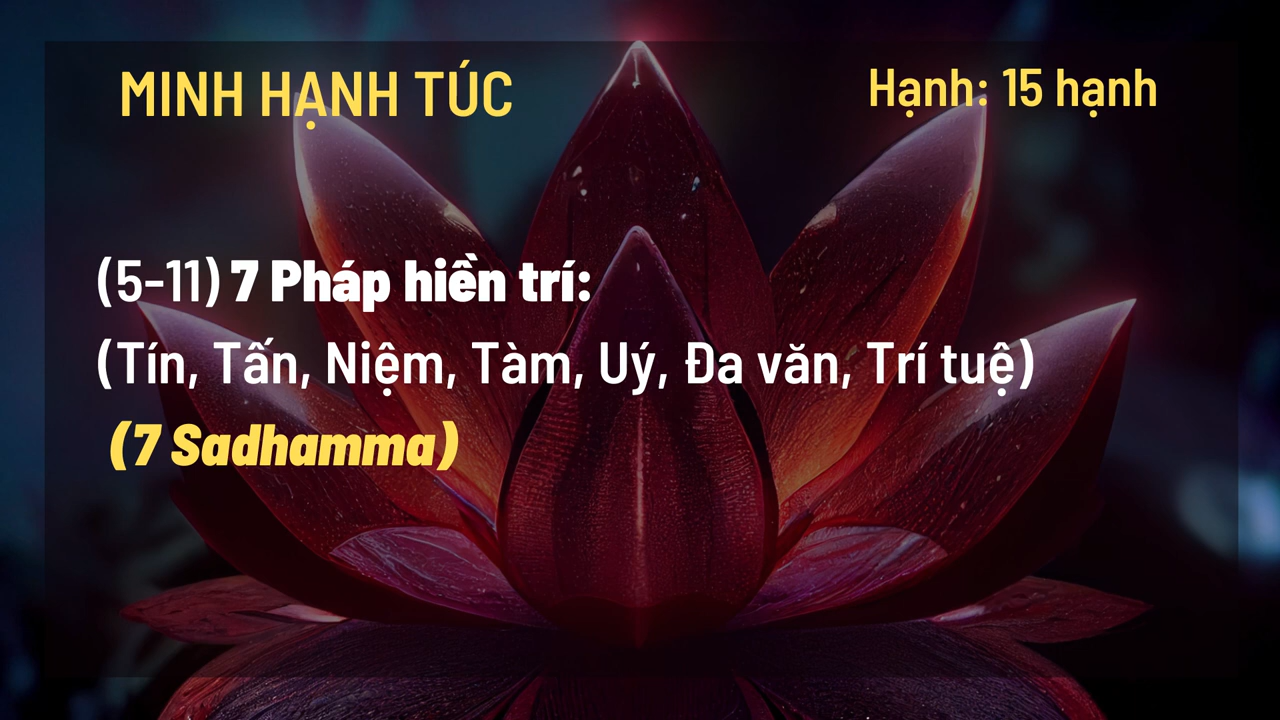 MINH HẠNH TÚC
Hạnh: 15 hạnh
(5-11) 7 Pháp hiền trí:
(Tín, Tấn, Niệm, Tàm, Uý, Đa văn, Trí tuệ)
(7 Sadhamma)